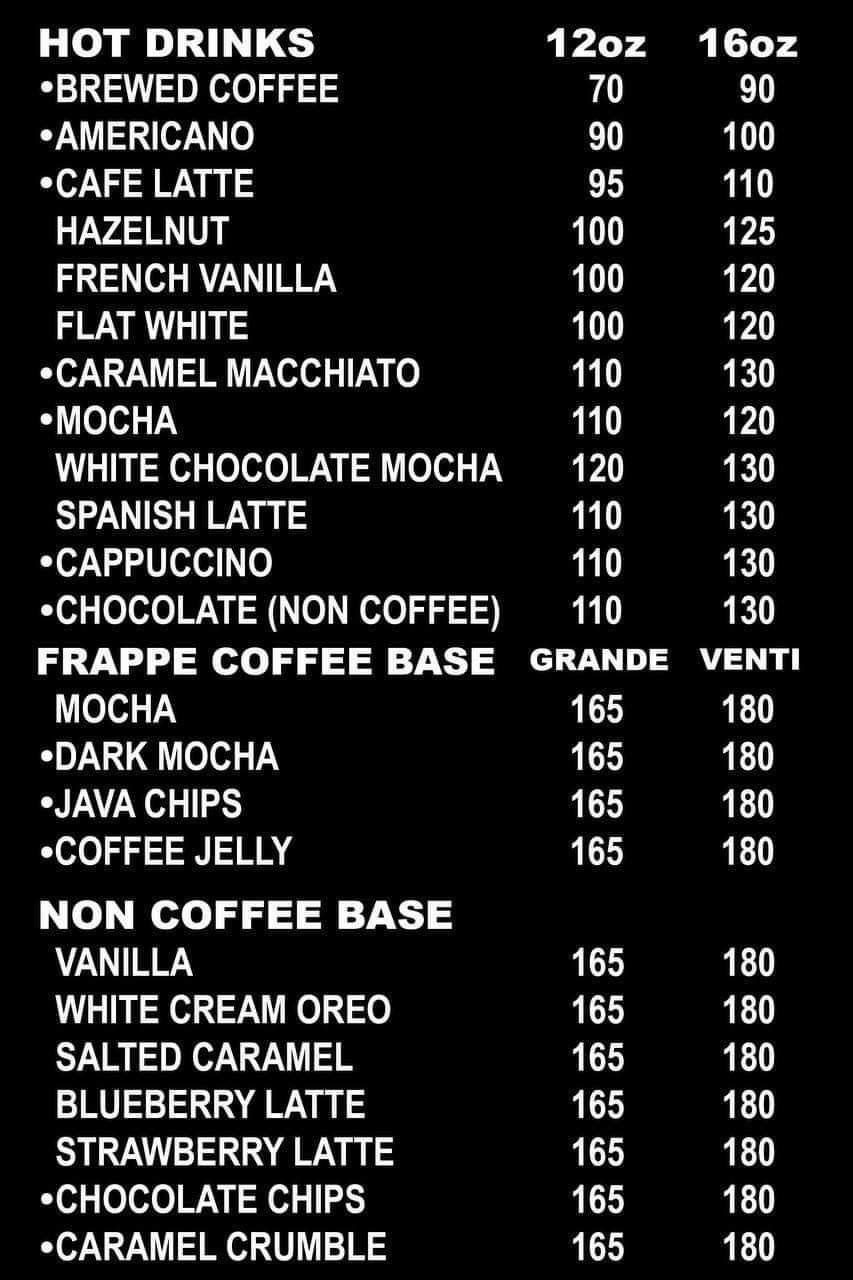 HOT DRINKS 12oz 16oz
•BREWED COFFEE 70 90
•AMERICANO 90 100
•CAFE LATTE 95 110
HAZELNUT 100 125
FRENCH VANILLA 100 120
FLAT WHITE 100 120
•CARAMEL MACCHIATO 110 130
•MOCHA 110 120
WHITE CHOCOLATE MOCHA 120 130
SPANISH LATTE 110 130
•CAPPUCCINO 110 130
•CHOCOLATE (NON COFFEE) 110 130
FRAPPE COFFEE BASE GRANDE VENTI
MOCHA 165 180
•DARK MOCHA 165 180
•JAVA CHIPS 165 180
•COFFEE JELLY 165 180
NON COFFEE BASE
VANILLA 165 180
WHITE CREAM OREO 165 180
SALTED CARAMEL 165 180
BLUEBERRY LATTE 165 180
STRAWBERRY LATTE 165 180
•CHOCOLATE CHIPS 165 180
•CARAMEL CRUMBLE 165 180